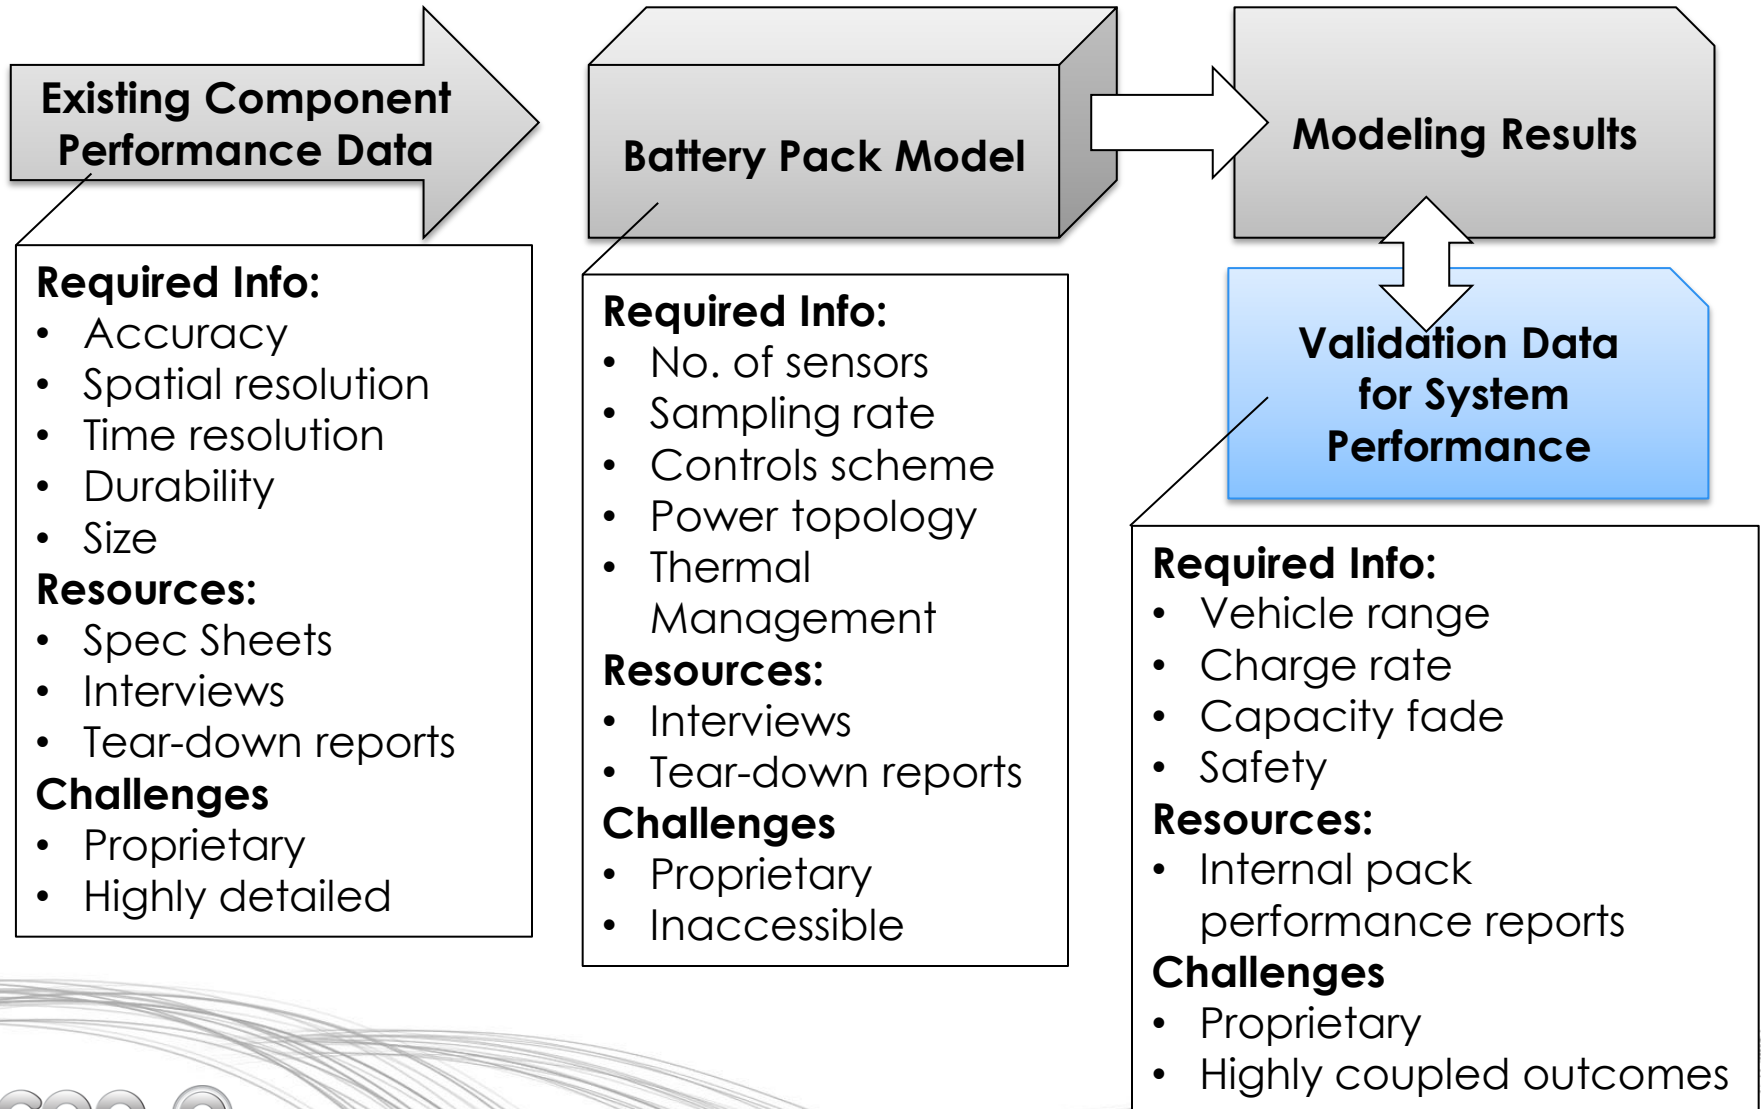 Existing Component
Performance Data
Battery Pack Model
Modeling Results
Validation Data
for System
Performance
Required Info:
• Accuracy
• Spatial resolution
• Time resolution
• Durability
• Size
Resources:
• Spec Sheets
• Interviews
• Tear-down reports
Challenges
• Proprietary
• Highly detailed
Required Info:
• No. of sensors
• Sampling rate
• Controls scheme
• Power topology
• Thermal
Management
Resources:
• Interviews
• Tear-down reports
Challenges
• Proprietary
• Inaccessible
Required Info:
• Vehicle range
• Charge rate
• Capacity fade
• Safety
Resources:
• Internal pack
performance reports
Challenges
• Proprietary
• Highly coupled outcomes